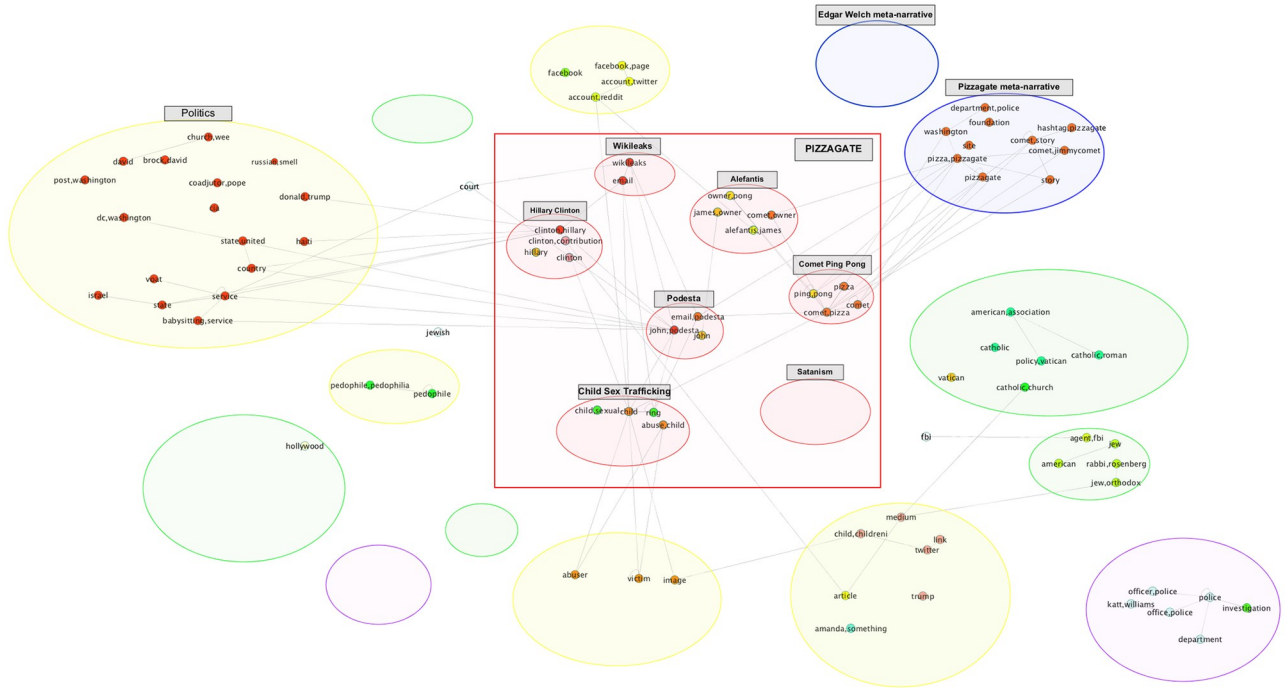 Edgar Welch meta-narrative
facebook
facebook,page
account,twitter
account,reddit
Pizzagate meta-narrative
department,police
foundation
washington
hashtag,pizzagate
comet,story
site
comet,jimmycomet
pizza,pizzagate
pizzagate
story
Politics
church,wee
david
brock,david
russian,smell
post,washington
coadjutor,pope
donald,trump
cia
dc,washington
state,united
haiti
country
voat
israel
service
state
babysitting,service
court
jewish
PIZZAGATE
Wikileaks
wikileaks
email
Alefantis
owner,pong
james,owner
comet,owner
alefantis,james
Hillary Clinton
clinton,hillary
clinton,contribution
hillary
clinton
Comet Ping Pong
pizza
ping,pong
comet
comet,pizza
Podesta
email,podesta
john,podesta
john
Satanism
Child Sex Trafficking
child,sexual
child
ring
abuse,child
american,association
catholic
policy,vatican
catholic,roman
vatican
catholic,church
pedophile,pedophilia
pedophile
hollywood
fbi
agent,fbi
jew
american
rabbi,rosenberg
jew,orthodox
abuser
victim
image
medium
child,childreni
link
twitter
article
trump
amanda,something
officer,police
katt,williams
office,police
police
investigation
department